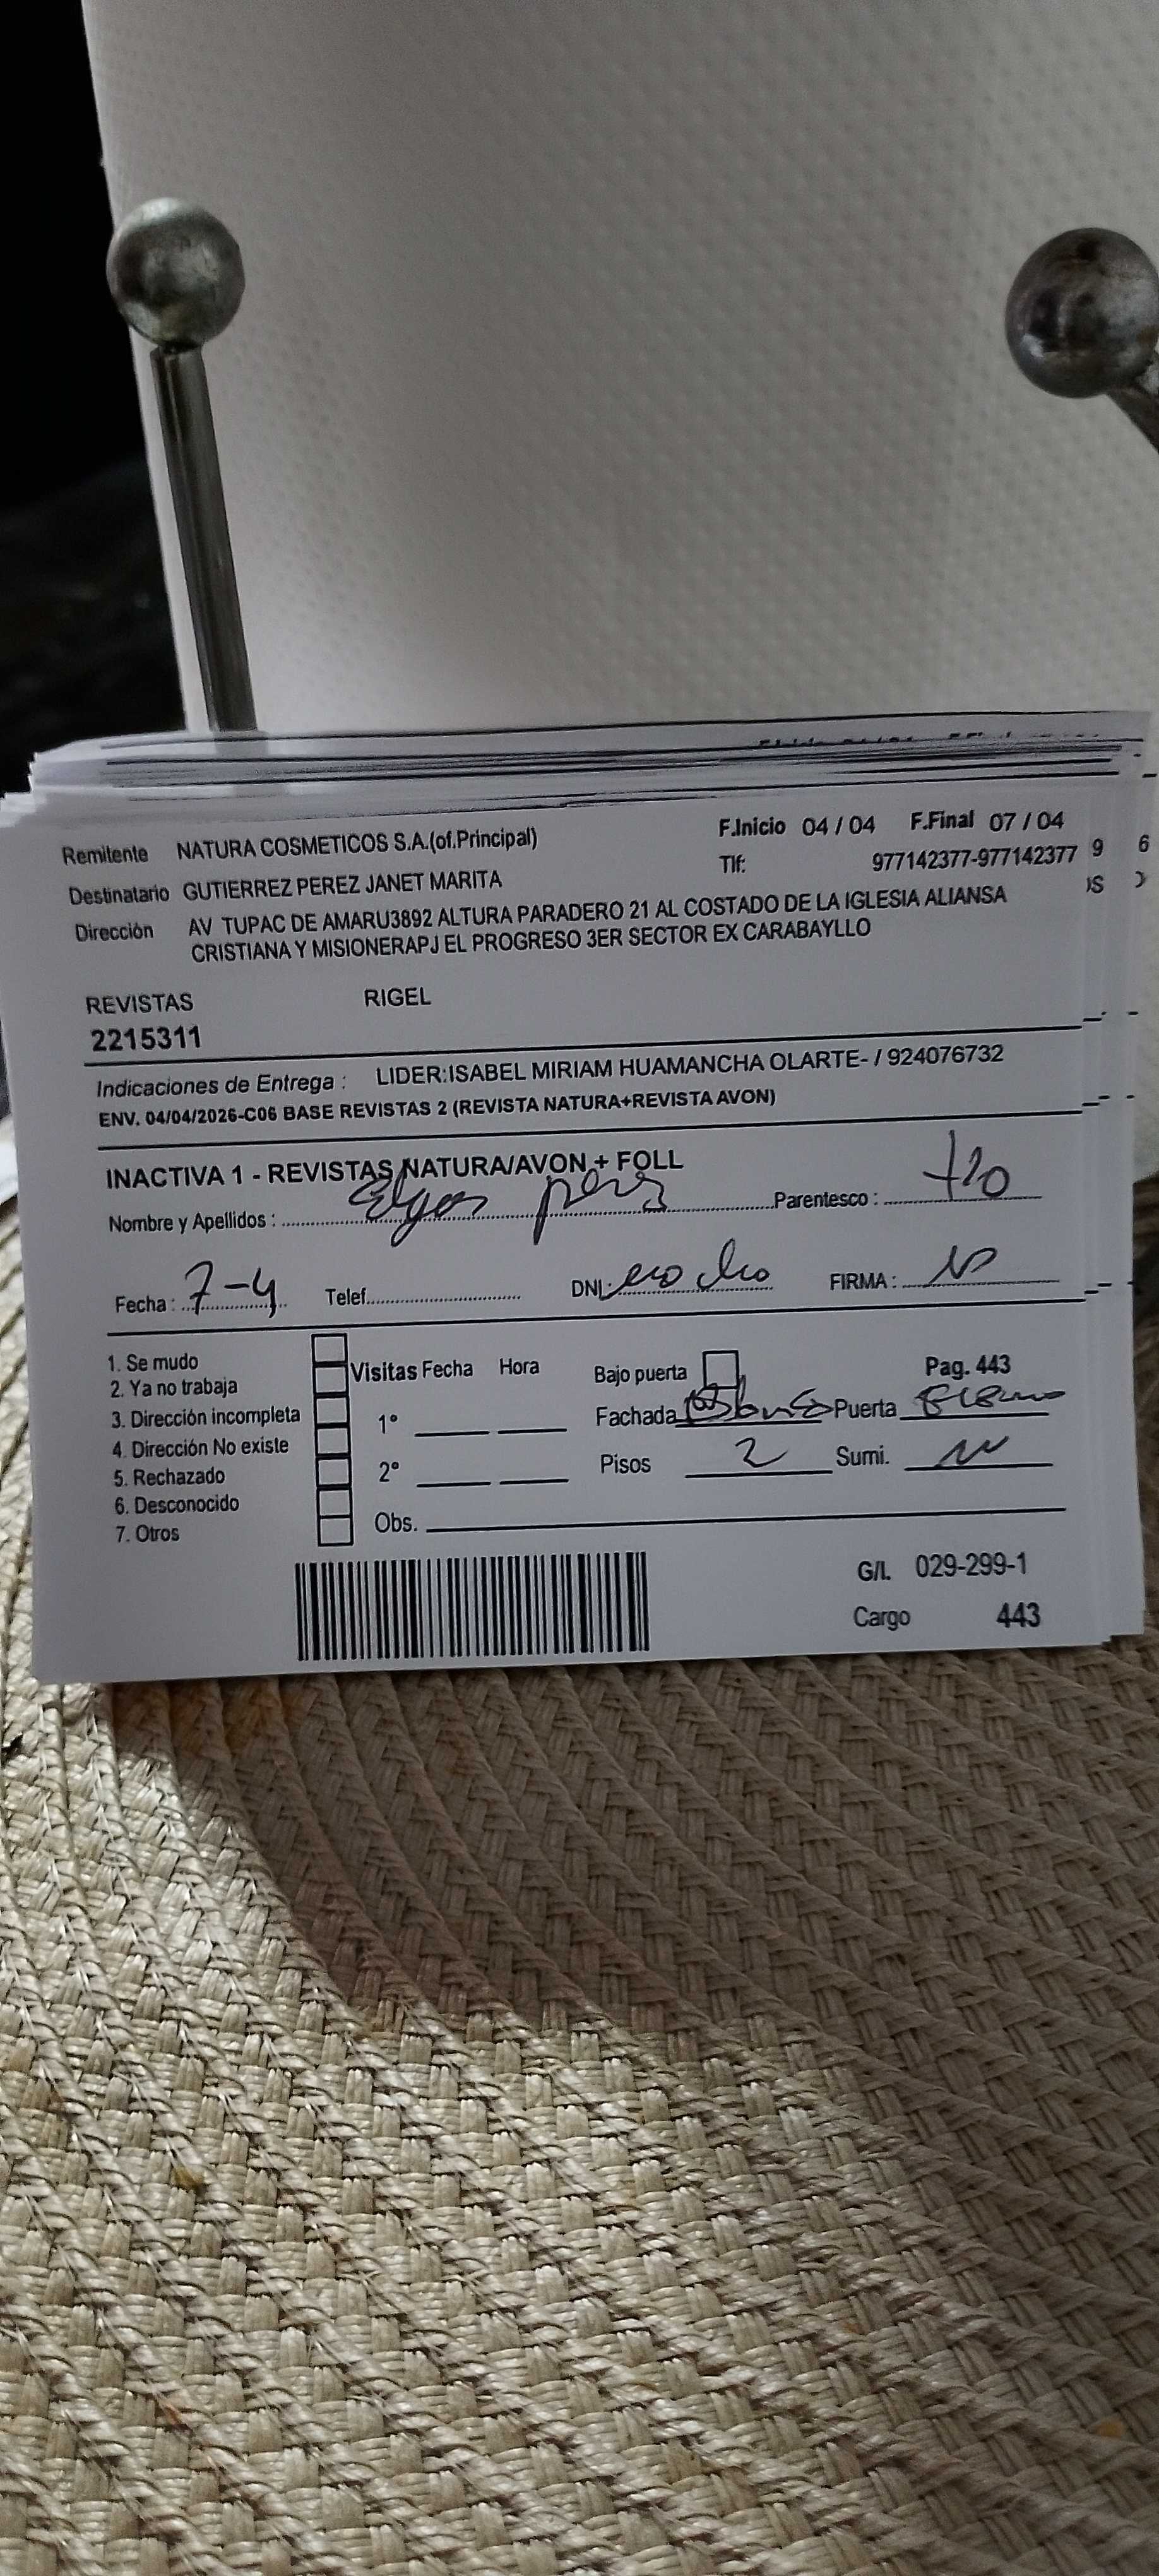 Remitente NATURA COSMETICOS S.A.(of.Principal) F.Inicio 04 / 04 F.Final 07 / 04
Tlf: 977142377-977142377
Destinatario GUTIERREZ PEREZ JANET MARITA
Dirección AV TUPAC DE AMARU3892 ALTURA PARADERO 21 AL COSTADO DE LA IGLESIA ALIANSA
CRISTIANA Y MISIONERAPJ EL PROGRESO 3ER SECTOR EX CARABAYLLO
REVISTAS RIGEL
2215311
Indicaciones de Entrega : LIDER:ISABEL MIRIAM HUAMANCHA OLARTE- / 924076732
ENV. 04/04/2026-C06 BASE REVISTAS 2 (REVISTA NATURA+REVISTA AVON)
INACTIVA 1 - REVISTAS NATURA/AVON + FOLL
Nombre y Apellidos : Parentesco : tio
Fecha : 7-4 Telef. DNI: FIRMA :
1. Se mudo
2. Ya no trabaja
3. Dirección incompleta
4. Dirección No existe
5. Rechazado
6. Desconocido
7. Otros
Visitas Fecha Hora
1°
2°
Obs.
Bajo puerta Pag. 443
Fachada Puerta
Pisos 2 Sumi.
G/I. 029-299-1
Cargo 443